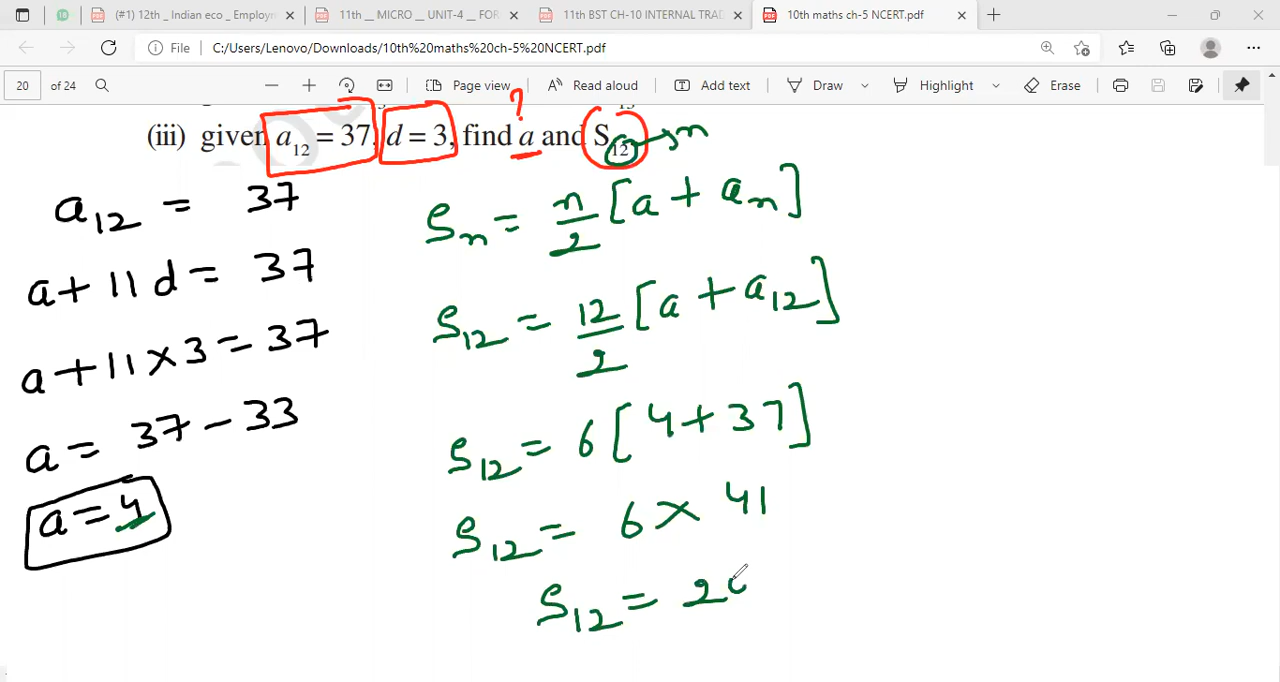 (#1) 12th _ Indian eco _ Employm
11th __ MICRO __ UNIT-4 __ FOR
11th BST CH-10 INTERNAL TRAD
10th maths ch-5 NCERT.pdf
File C:/Users/Lenovo/Downloads/10th%20maths%20ch-5%20NCERT.pdf
20 of 24 Page view Read aloud Add text Draw Highlight Erase
?
(iii) given a₁₂ = 37, d = 3, find a and S₁₂ → n
a₁₂ = 37
a + 11d = 37
a + 11 × 3 = 37
a = 37 - 33
a = 4
Sₙ = n/2 [a + aₙ]
S₁₂ = 12/2 [a + a₁₂]
S₁₂ = 6 [4 + 37]
S₁₂ = 6 × 41
S₁₂ = 2